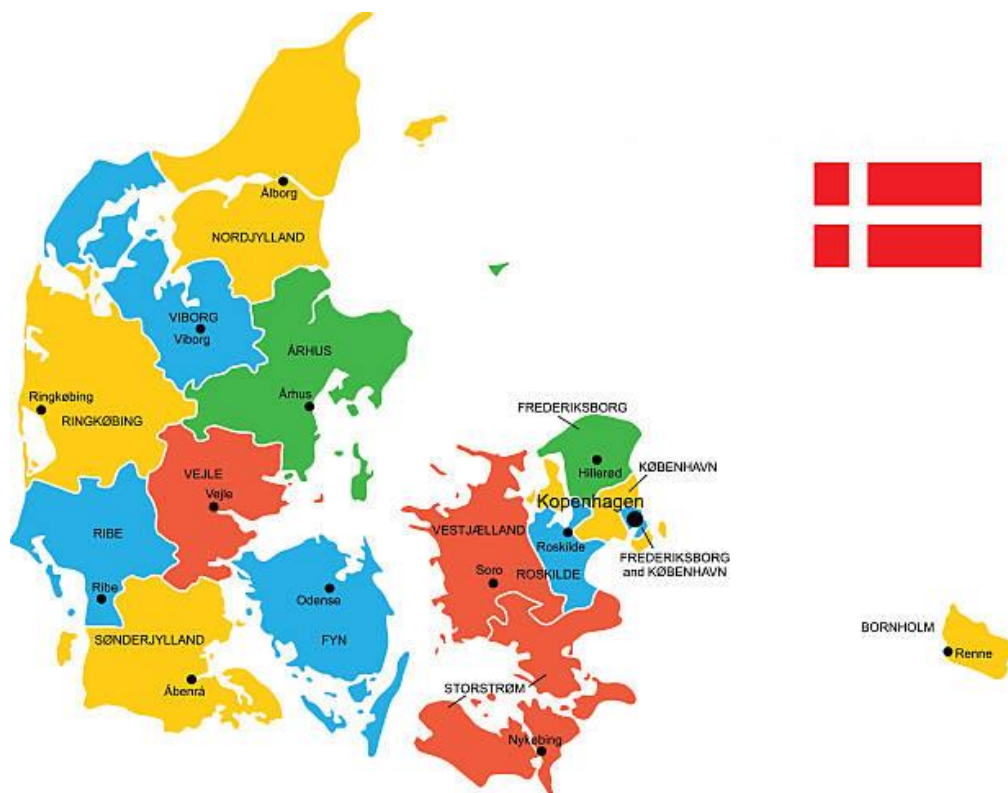 Ålborg
NORDJYLLAND
VIBORG
Viborg
ÅRHUS
Århus
Ringkøbing
RINGKØBING
FREDERIKSBORG
Hillerød
KØBENHAVN
Kopenhagen
VEJLE
Vejle
VESTJÆLLAND
RIBE
Roskilde
FREDERIKSBORG
and KØBENHAVN
Soro
ROSKILDE
Ribe
Odense
SØNDERJYLLAND
FYN
BORNHOLM
Renne
Åbenrå
STORSTRØM
Nykøbing